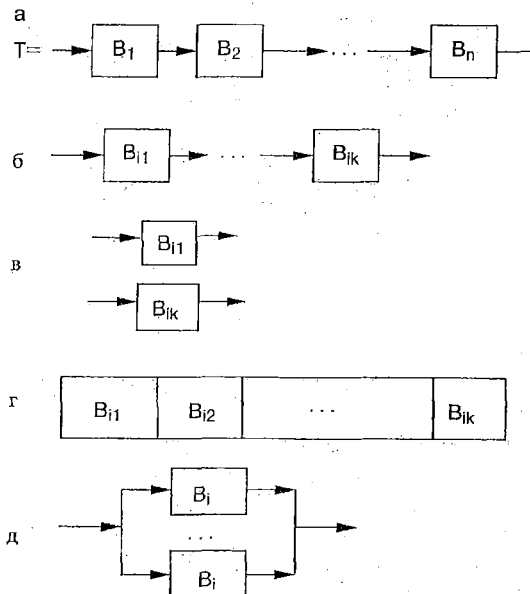 а
T= B1 B2 ... Bn
б Bi1 ... Bik
Bi1
в
Bik
г Bi1 Bi2 ... Bik
Bi
д ...
Bi